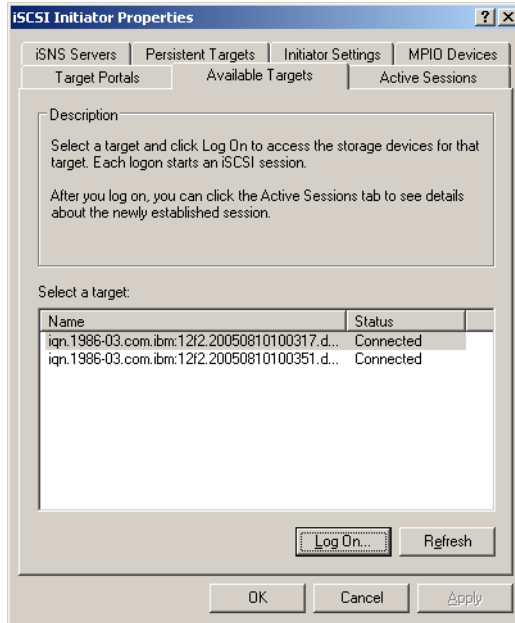 iSCSI Initiator Properties
? X
iSNS Servers Persistent Targets Initiator Settings MPIO Devices
Target Portals Available Targets Active Sessions
Description
Select a target and click Log On to access the storage devices for that
target. Each logon starts an iSCSI session.
After you log on, you can click the Active Sessions tab to see details
about the newly established session.
Select a target:
Name Status
iqn.1986-03.com.ibm:12f2.20050810100317.d... Connected
iqn.1986-03.com.ibm:12f2.20050810100351.d... Connected
Log On... Refresh
OK Cancel Apply